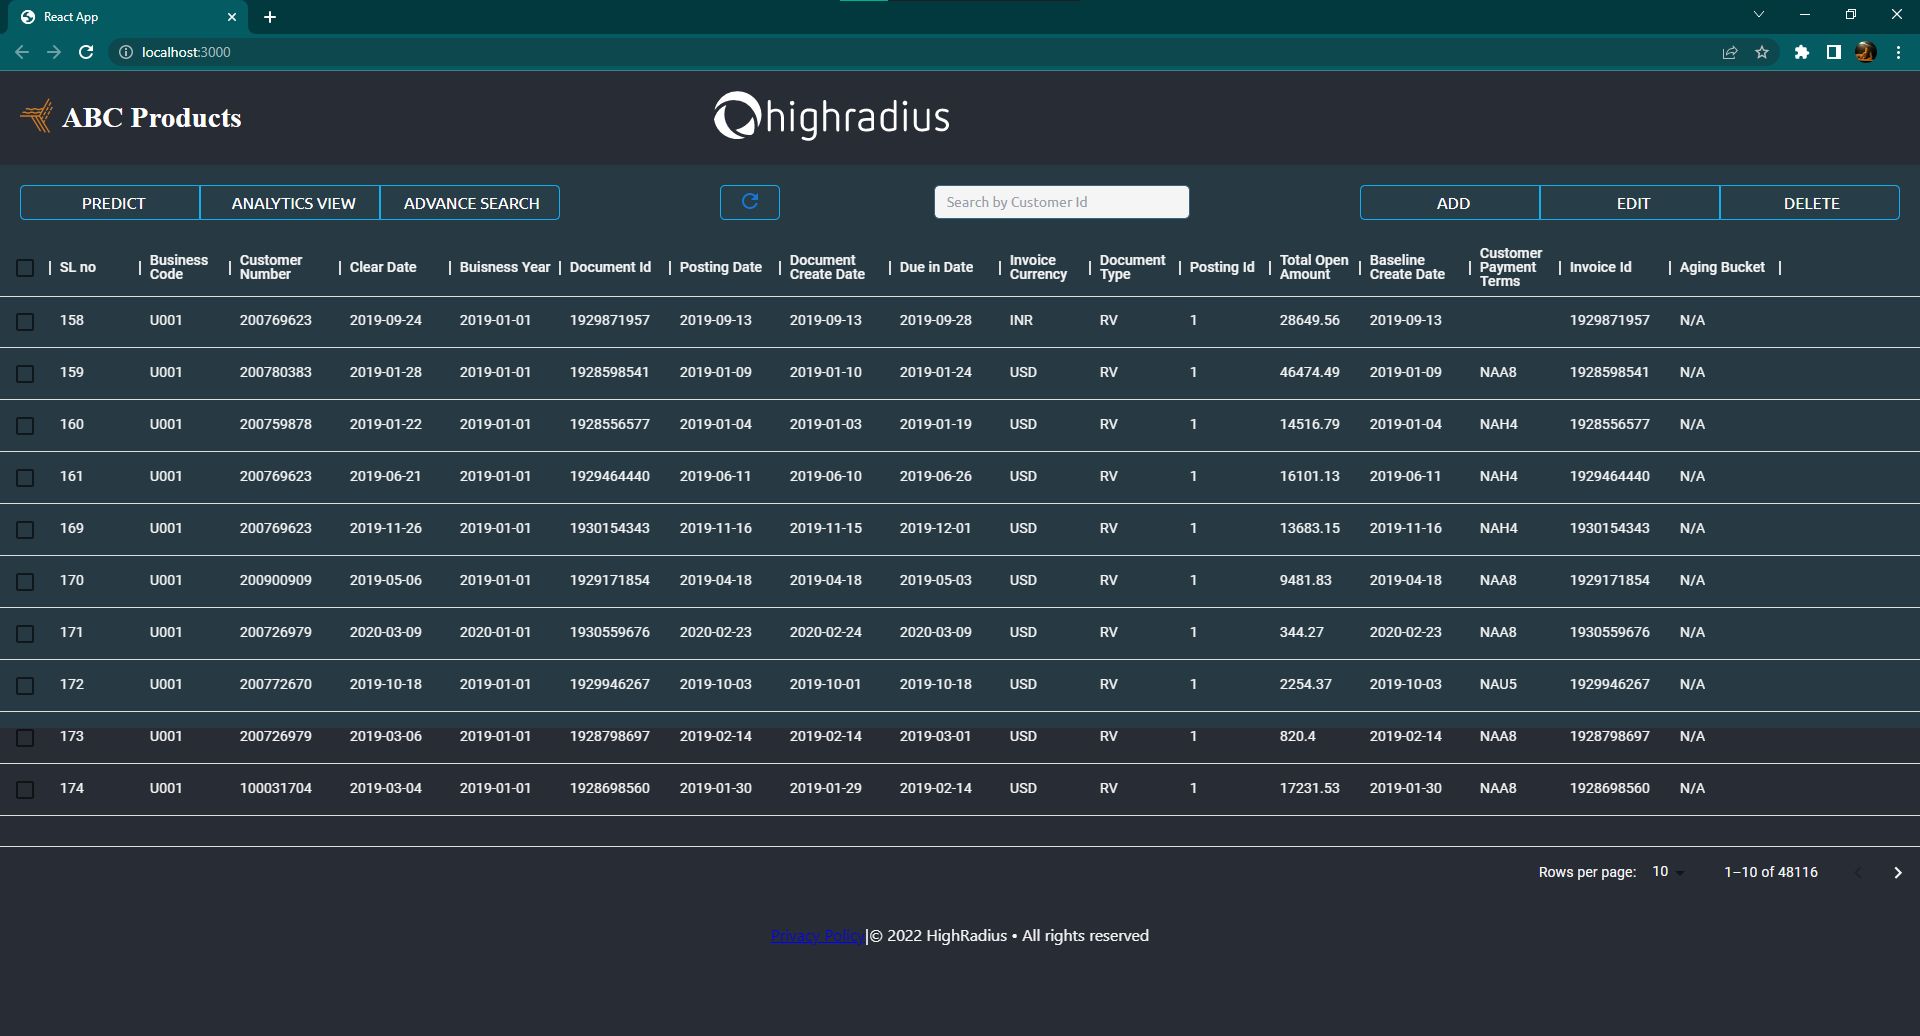 React App
localhost:3000
ABC Products
highradius
PREDICT ANALYTICS VIEW ADVANCE SEARCH Search by Customer Id ADD EDIT DELETE
SL no Business Code Customer Number Clear Date Buisness Year Document Id Posting Date Document Create Date Due in Date Invoice Currency Document Type Posting Id Total Open Amount Baseline Create Date Customer Payment Terms Invoice Id Aging Bucket
158 U001 200769623 2019-09-24 2019-01-01 1929871957 2019-09-13 2019-09-13 2019-09-28 INR RV 1 28649.56 2019-09-13 1929871957 N/A
159 U001 200780383 2019-01-28 2019-01-01 1928598541 2019-01-09 2019-01-10 2019-01-24 USD RV 1 46474.49 2019-01-09 NAA8 1928598541 N/A
160 U001 200759878 2019-01-22 2019-01-01 1928556577 2019-01-04 2019-01-03 2019-01-19 USD RV 1 14516.79 2019-01-04 NAH4 1928556577 N/A
161 U001 200769623 2019-06-21 2019-01-01 1929464440 2019-06-11 2019-06-10 2019-06-26 USD RV 1 16101.13 2019-06-11 NAH4 1929464440 N/A
169 U001 200769623 2019-11-26 2019-01-01 1930154343 2019-11-16 2019-11-15 2019-12-01 USD RV 1 13683.15 2019-11-16 NAH4 1930154343 N/A
170 U001 200900909 2019-05-06 2019-01-01 1929171854 2019-04-18 2019-04-18 2019-05-03 USD RV 1 9481.83 2019-04-18 NAA8 1929171854 N/A
171 U001 200726979 2020-03-09 2020-01-01 1930559676 2020-02-23 2020-02-24 2020-03-09 USD RV 1 344.27 2020-02-23 NAA8 1930559676 N/A
172 U001 200772670 2019-10-18 2019-01-01 1929946267 2019-10-03 2019-10-01 2019-10-18 USD RV 1 2254.37 2019-10-03 NAU5 1929946267 N/A
173 U001 200726979 2019-03-06 2019-01-01 1928798697 2019-02-14 2019-02-14 2019-03-01 USD RV 1 820.4 2019-02-14 NAA8 1928798697 N/A
174 U001 100031704 2019-03-04 2019-01-01 1928698560 2019-01-30 2019-01-29 2019-02-14 USD RV 1 17231.53 2019-01-30 NAA8 1928698560 N/A
Rows per page: 10 1–10 of 48116
Privacy Policy|© 2022 HighRadius • All rights reserved